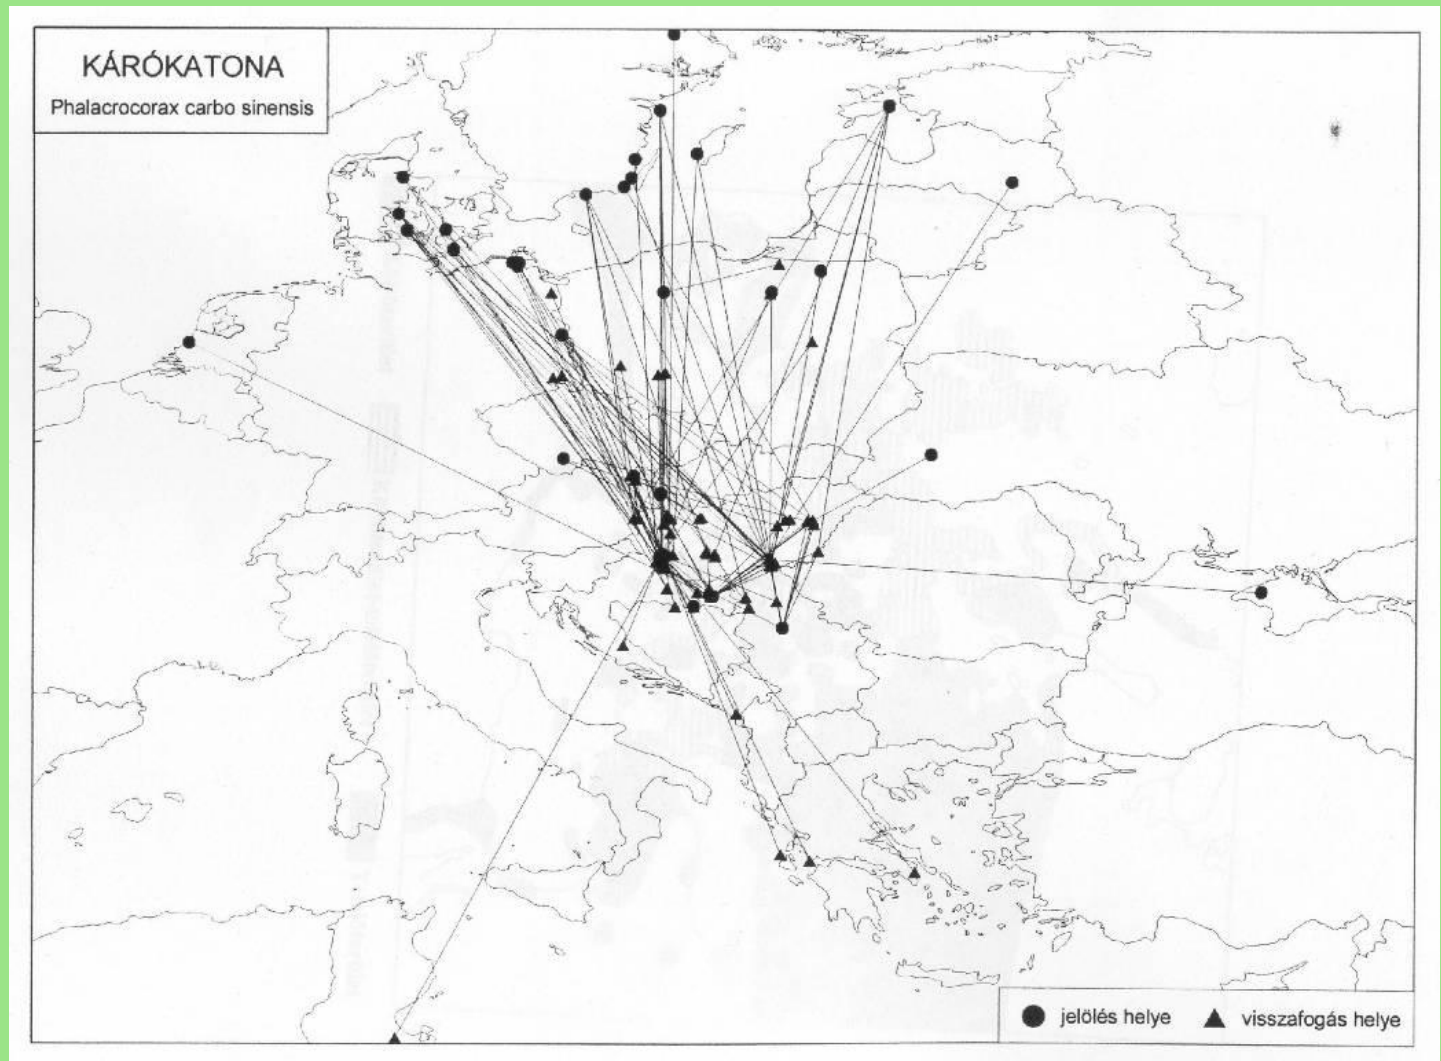 KÁRÓKATONA
Phalacrocorax carbo sinensis
jelölés helye
visszafogás helye